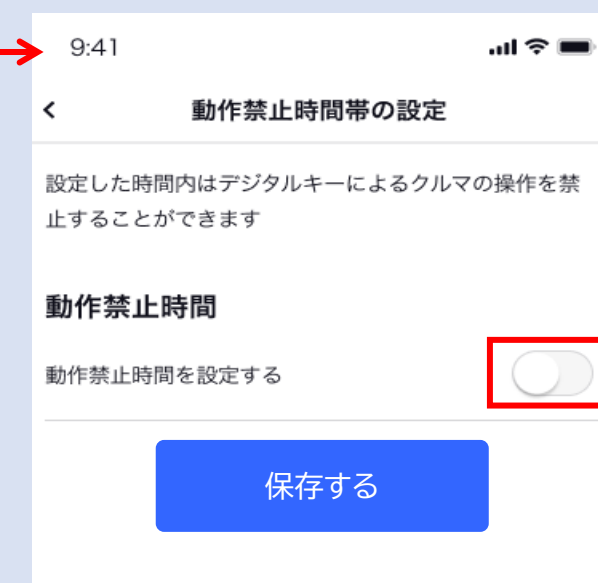 9:41
動作禁止時間帯の設定
設定した時間内はデジタルキーによるクルマの操作を禁
止することができます
動作禁止時間
動作禁止時間を設定する
保存する